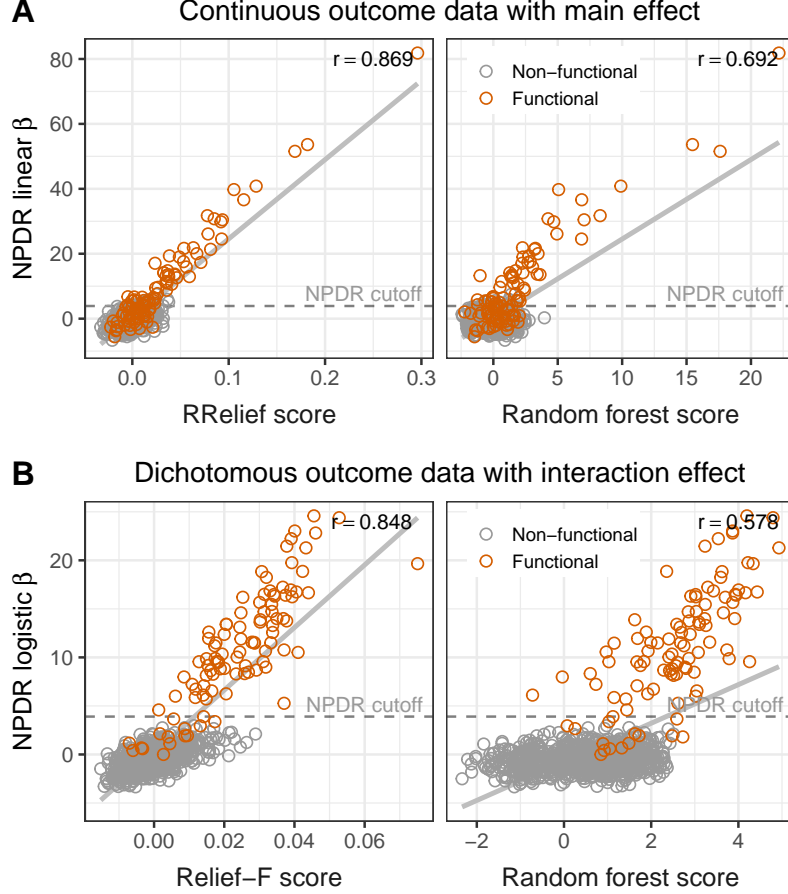 A Continuous outcome data with main effect
r = 0.869
r = 0.692
Non−functional
Functional
NPDR cutoff
NPDR cutoff
80
60
40
20
0
NPDR linear β
0.0 0.1 0.2 0.3
0 5 10 15 20
RRelief score
Random forest score
B Dichotomous outcome data with interaction effect
r = 0.848
r = 0.578
Non−functional
Functional
NPDR cutoff
NPDR cutoff
20
10
0
NPDR logistic β
0.00 0.02 0.04 0.06
−2 0 2 4
Relief−F score
Random forest score